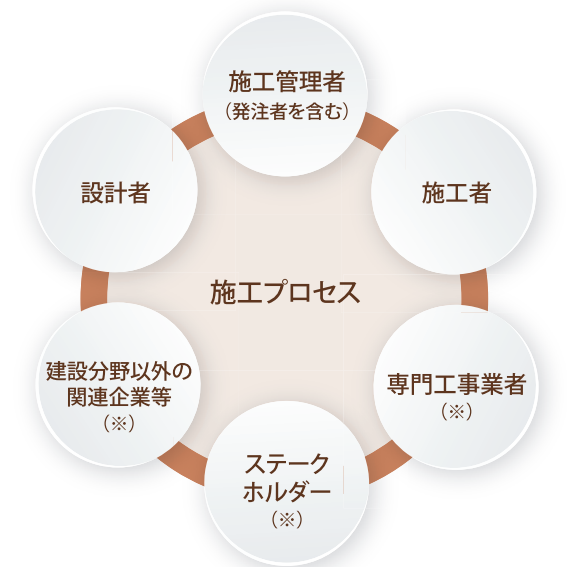 施工管理者
（発注者を含む）
設計者
施工者
施工プロセス
建設分野以外の
関連企業等
（※）
専門工事業者
（※）
ステーク
ホルダー
（※）